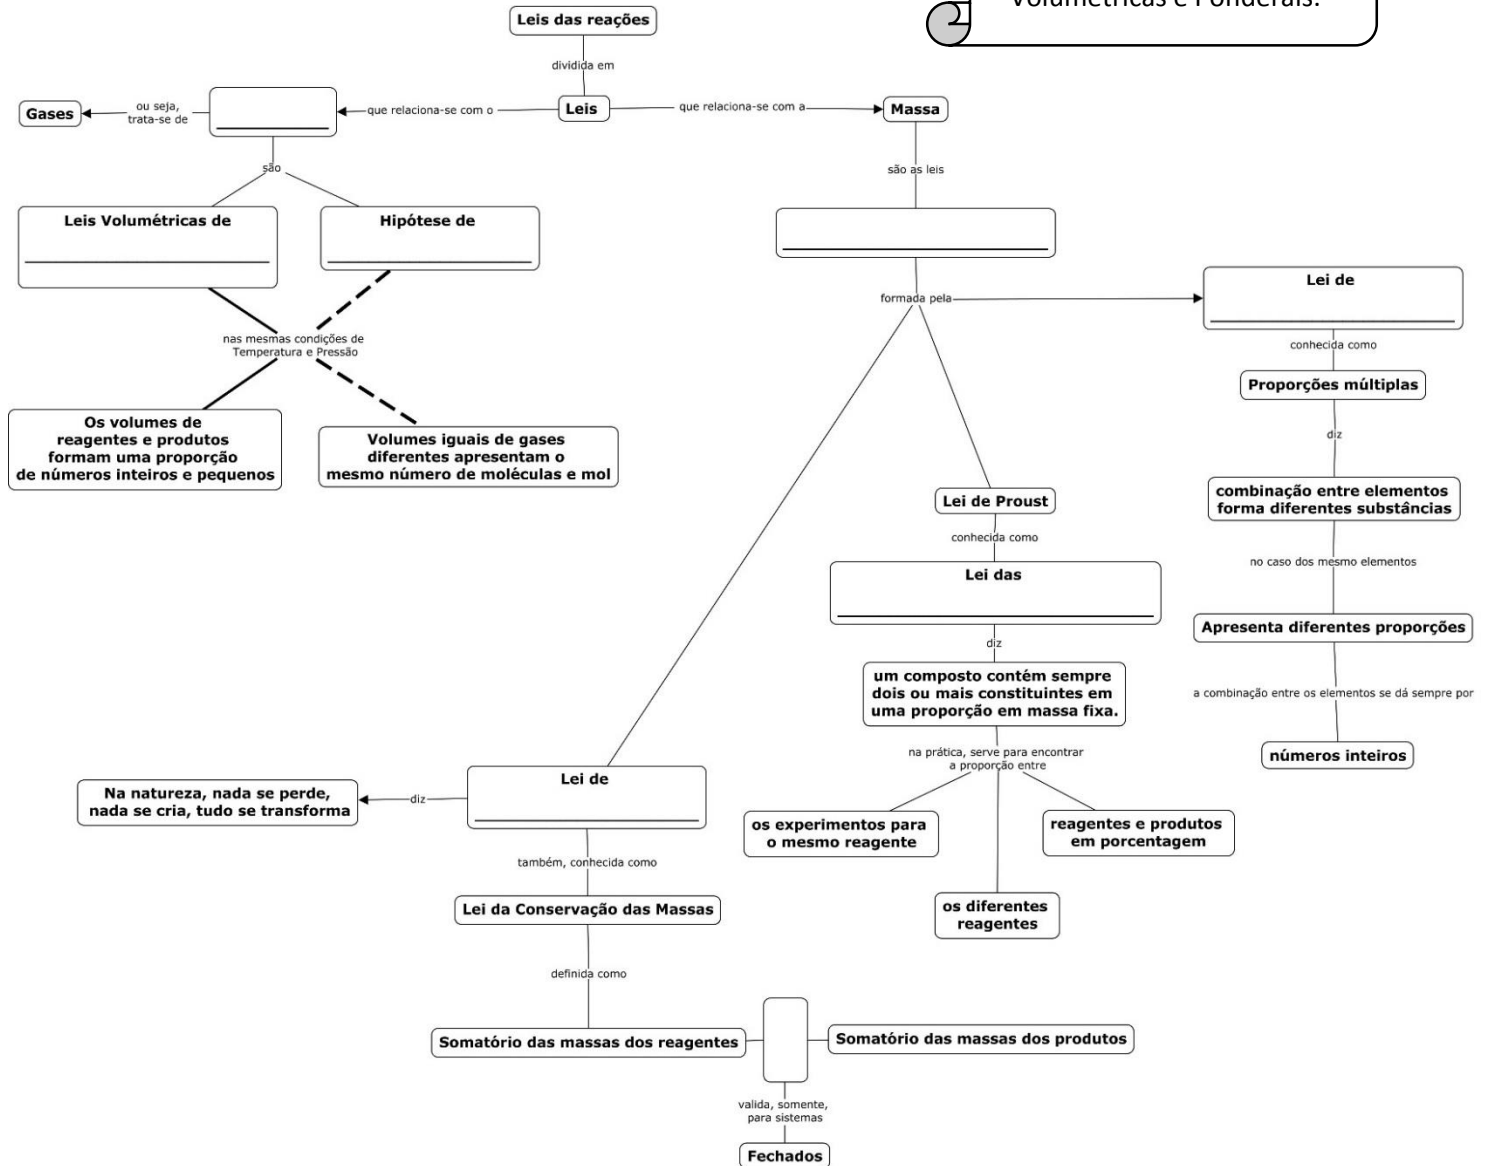 Volumétricas e Ponderais.
Leis das reações
dividida em
Gases
ou seja,
trata-se de
que relaciona-se com o
Leis
que relaciona-se com a
Massa
são
são as leis
Leis Volumétricas de
Hipótese de
nas mesmas condições de
Temperatura e Pressão
Os volumes de
reagentes e produtos
formam uma proporção
de números inteiros e pequenos
Volumes iguais de gases
diferentes apresentam o
mesmo número de moléculas e mol
formada pela
Lei de
conhecida como
Proporções múltiplas
diz
combinação entre elementos
forma diferentes substâncias
no caso dos mesmo elementos
Apresenta diferentes proporções
a combinação entre os elementos se dá sempre por
números inteiros
Lei de Proust
conhecida como
Lei das
diz
um composto contém sempre
dois ou mais constituintes em
uma proporção em massa fixa.
na prática, serve para encontrar
a proporção entre
os experimentos para
o mesmo reagente
os diferentes
reagentes
reagentes e produtos
em porcentagem
Lei de
diz
Na natureza, nada se perde,
nada se cria, tudo se transforma
também, conhecida como
Lei da Conservação das Massas
definida como
Somatório das massas dos reagentes
Somatório das massas dos produtos
valida, somente,
para sistemas
Fechados